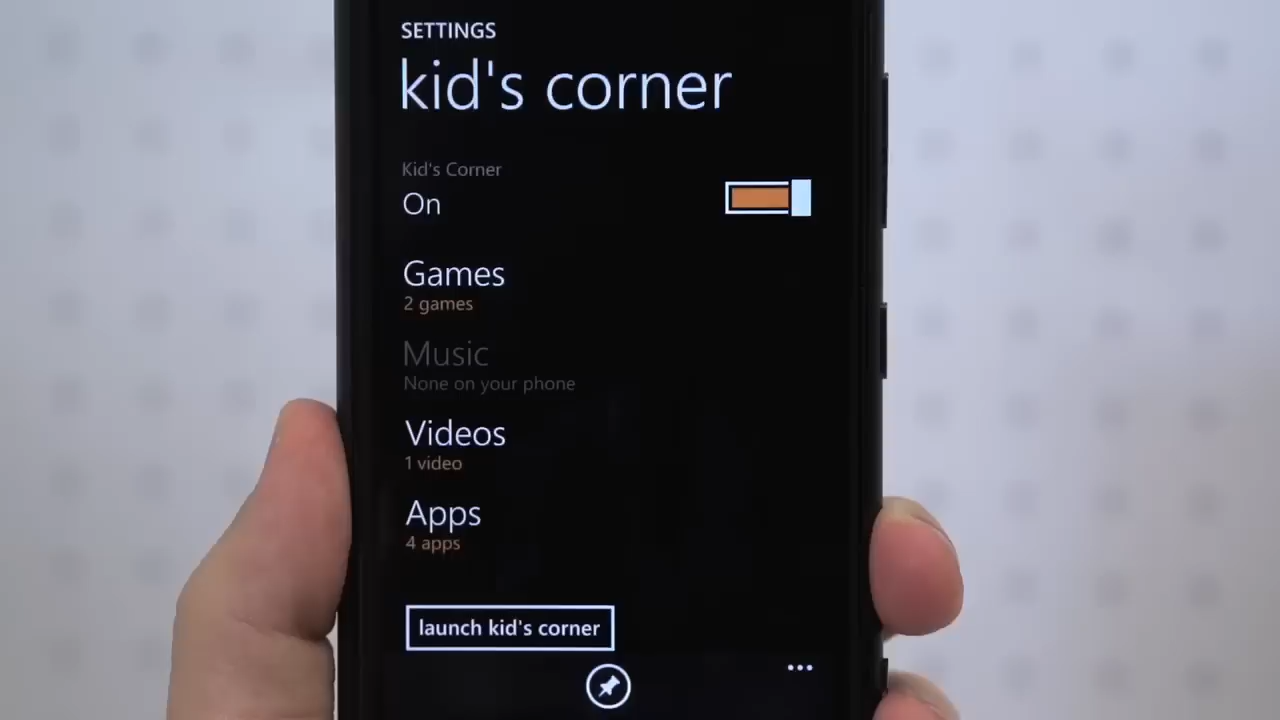 SETTINGS
kid's corner
Kid's Corner
On
Games
2 games
Music
None on your phone
Videos
1 video
Apps
4 apps
launch kid's corner